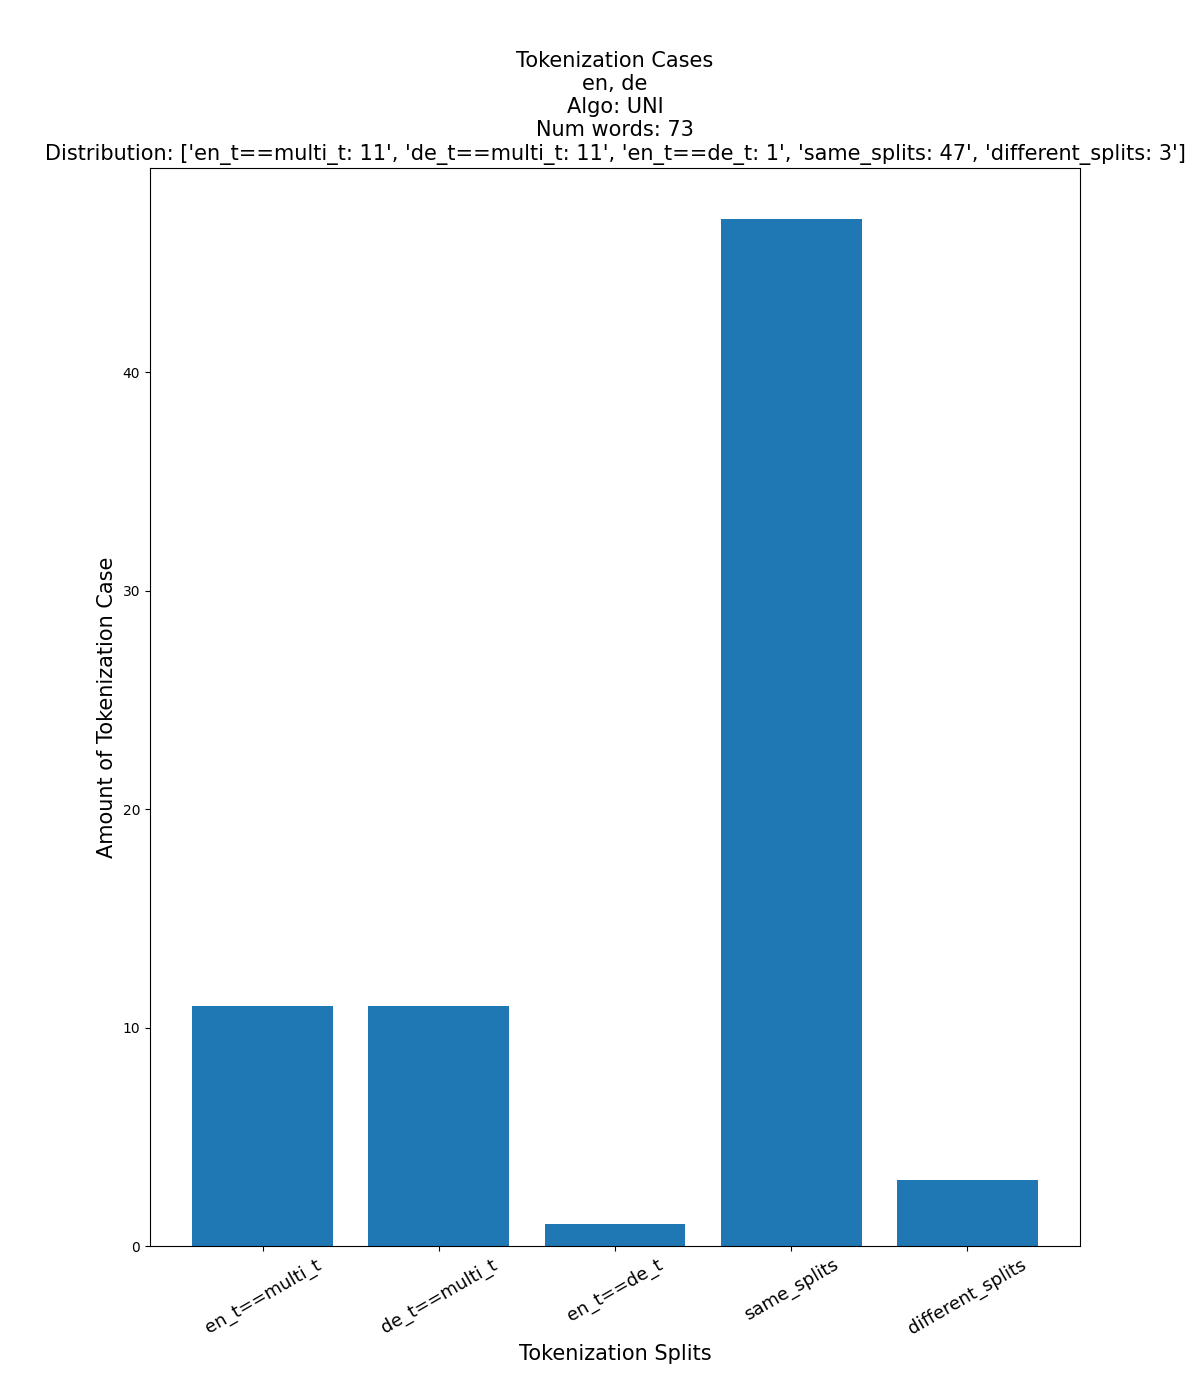 Tokenization Cases
en, de
Algo: UNI
Num words: 73
Distribution: ['en_t==multi_t: 11', 'de_t==multi_t: 11', 'en_t==de_t: 1', 'same_splits: 47', 'different_splits: 3']
Amount of Tokenization Case
40
30
20
10
0
en_t==multi_t
de_t==multi_t
en_t==de_t
same_splits
different_splits
Tokenization Splits